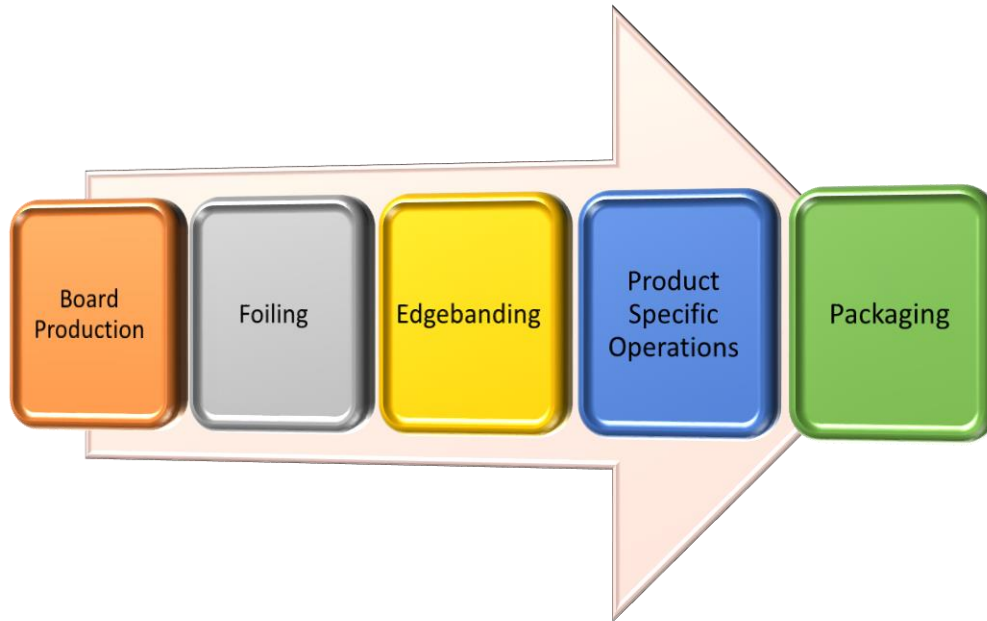 Board
Production
Foiling
Edgebanding
Product
Specific
Operations
Packaging